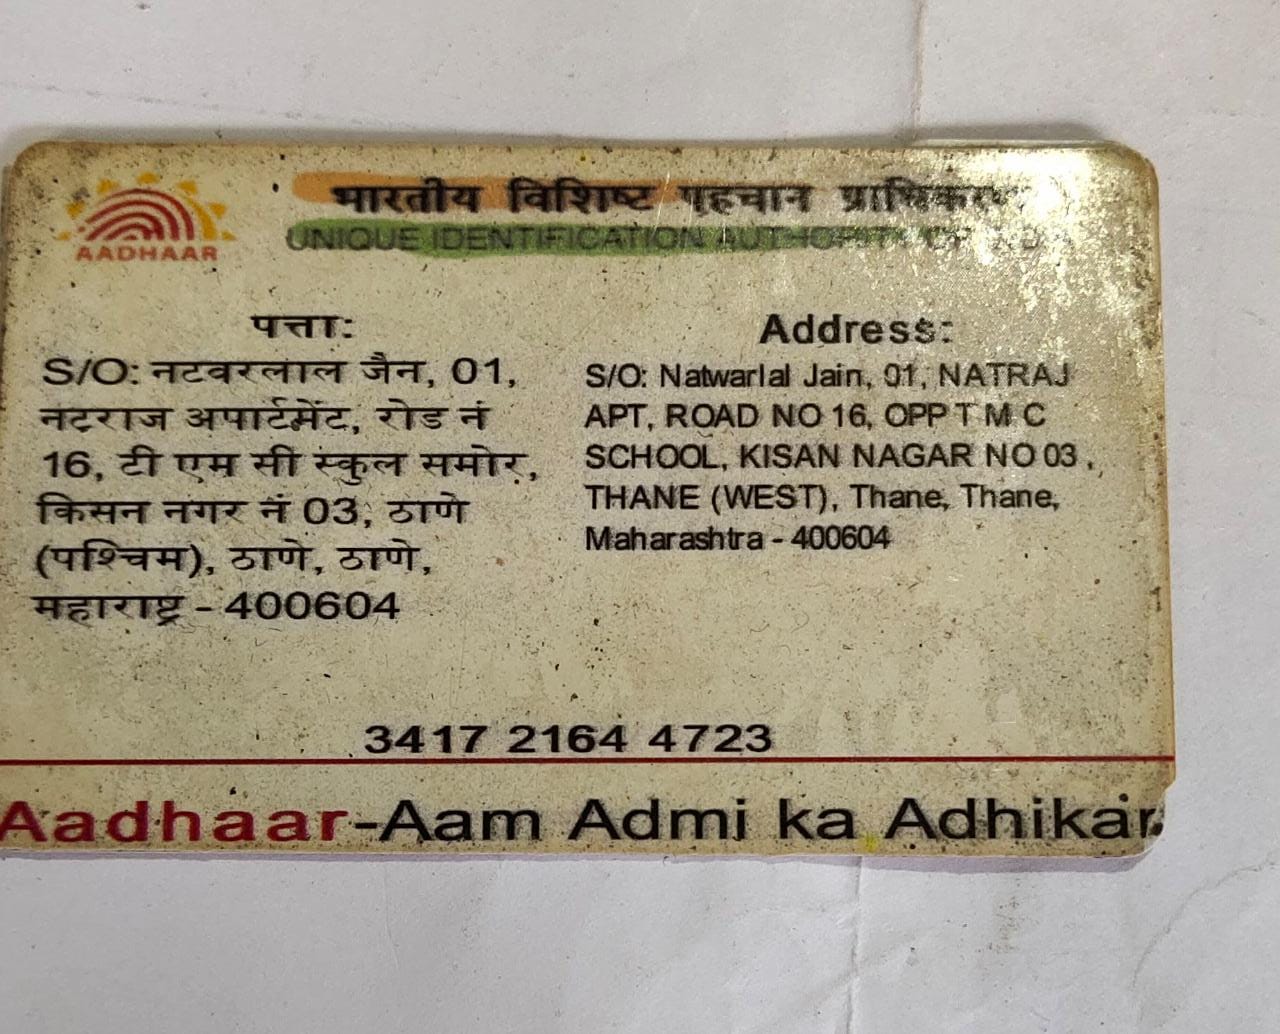 भारतीय विशिष्ट पहचान प्राधिकरण
AADHAAR
UNIQUE IDENTIFICATION AUTHORITY OF INDIA
पत्ता:
S/O: नटवरलाल जैन, 01,
नटराज अपार्टमेंट, रोड नं
16, टी एम सी स्कुल समोर,
किसन नगर नं 03, ठाणे
(पश्चिम), ठाणे, ठाणे,
महाराष्ट्र - 400604
Address:
S/O: Natwarlal Jain, 01, NATRAJ
APT, ROAD NO 16, OPP T M C
SCHOOL, KISAN NAGAR NO 03 ,
THANE (WEST), Thane, Thane,
Maharashtra - 400604
3417 2164 4723
Aadhaar-Aam Admi ka Adhikar